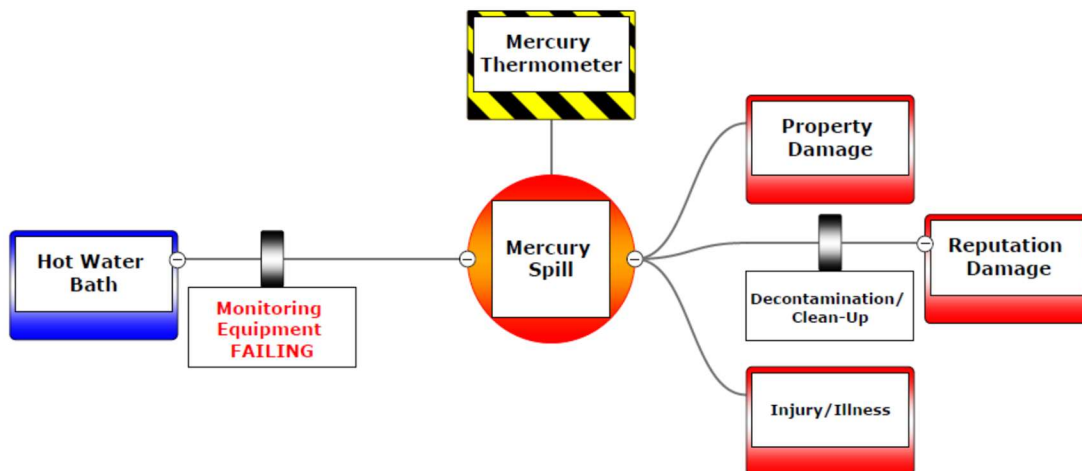 Mercury
Thermometer
Property
Damage
Hot Water
Bath
Monitoring
Equipment
FAILING
Mercury
Spill
Decontamination/
Clean-Up
Reputation
Damage
Injury/Illness